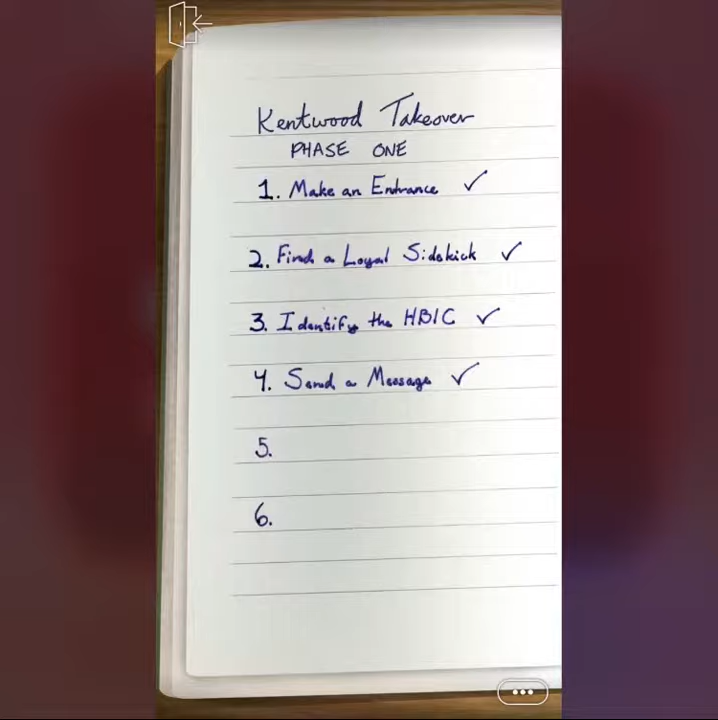 Kentwood Takeover
PHASE ONE
1. Make an Entrance ✓
2. Find a Loyal Sidekick ✓
3. Identify the HBIC ✓
4. Send a Message ✓
5.
6.